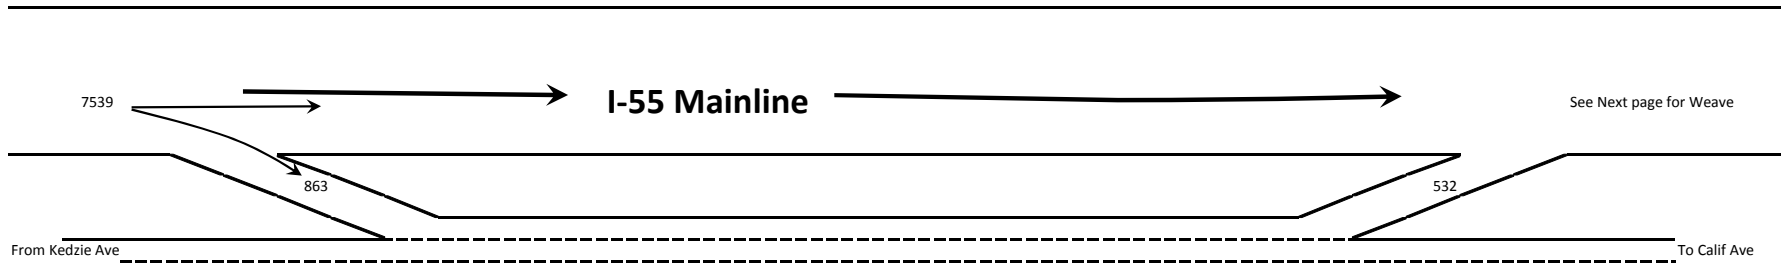 7539
I-55 Mainline
See Next page for Weave
863
532
From Kedzie Ave
To Calif Ave